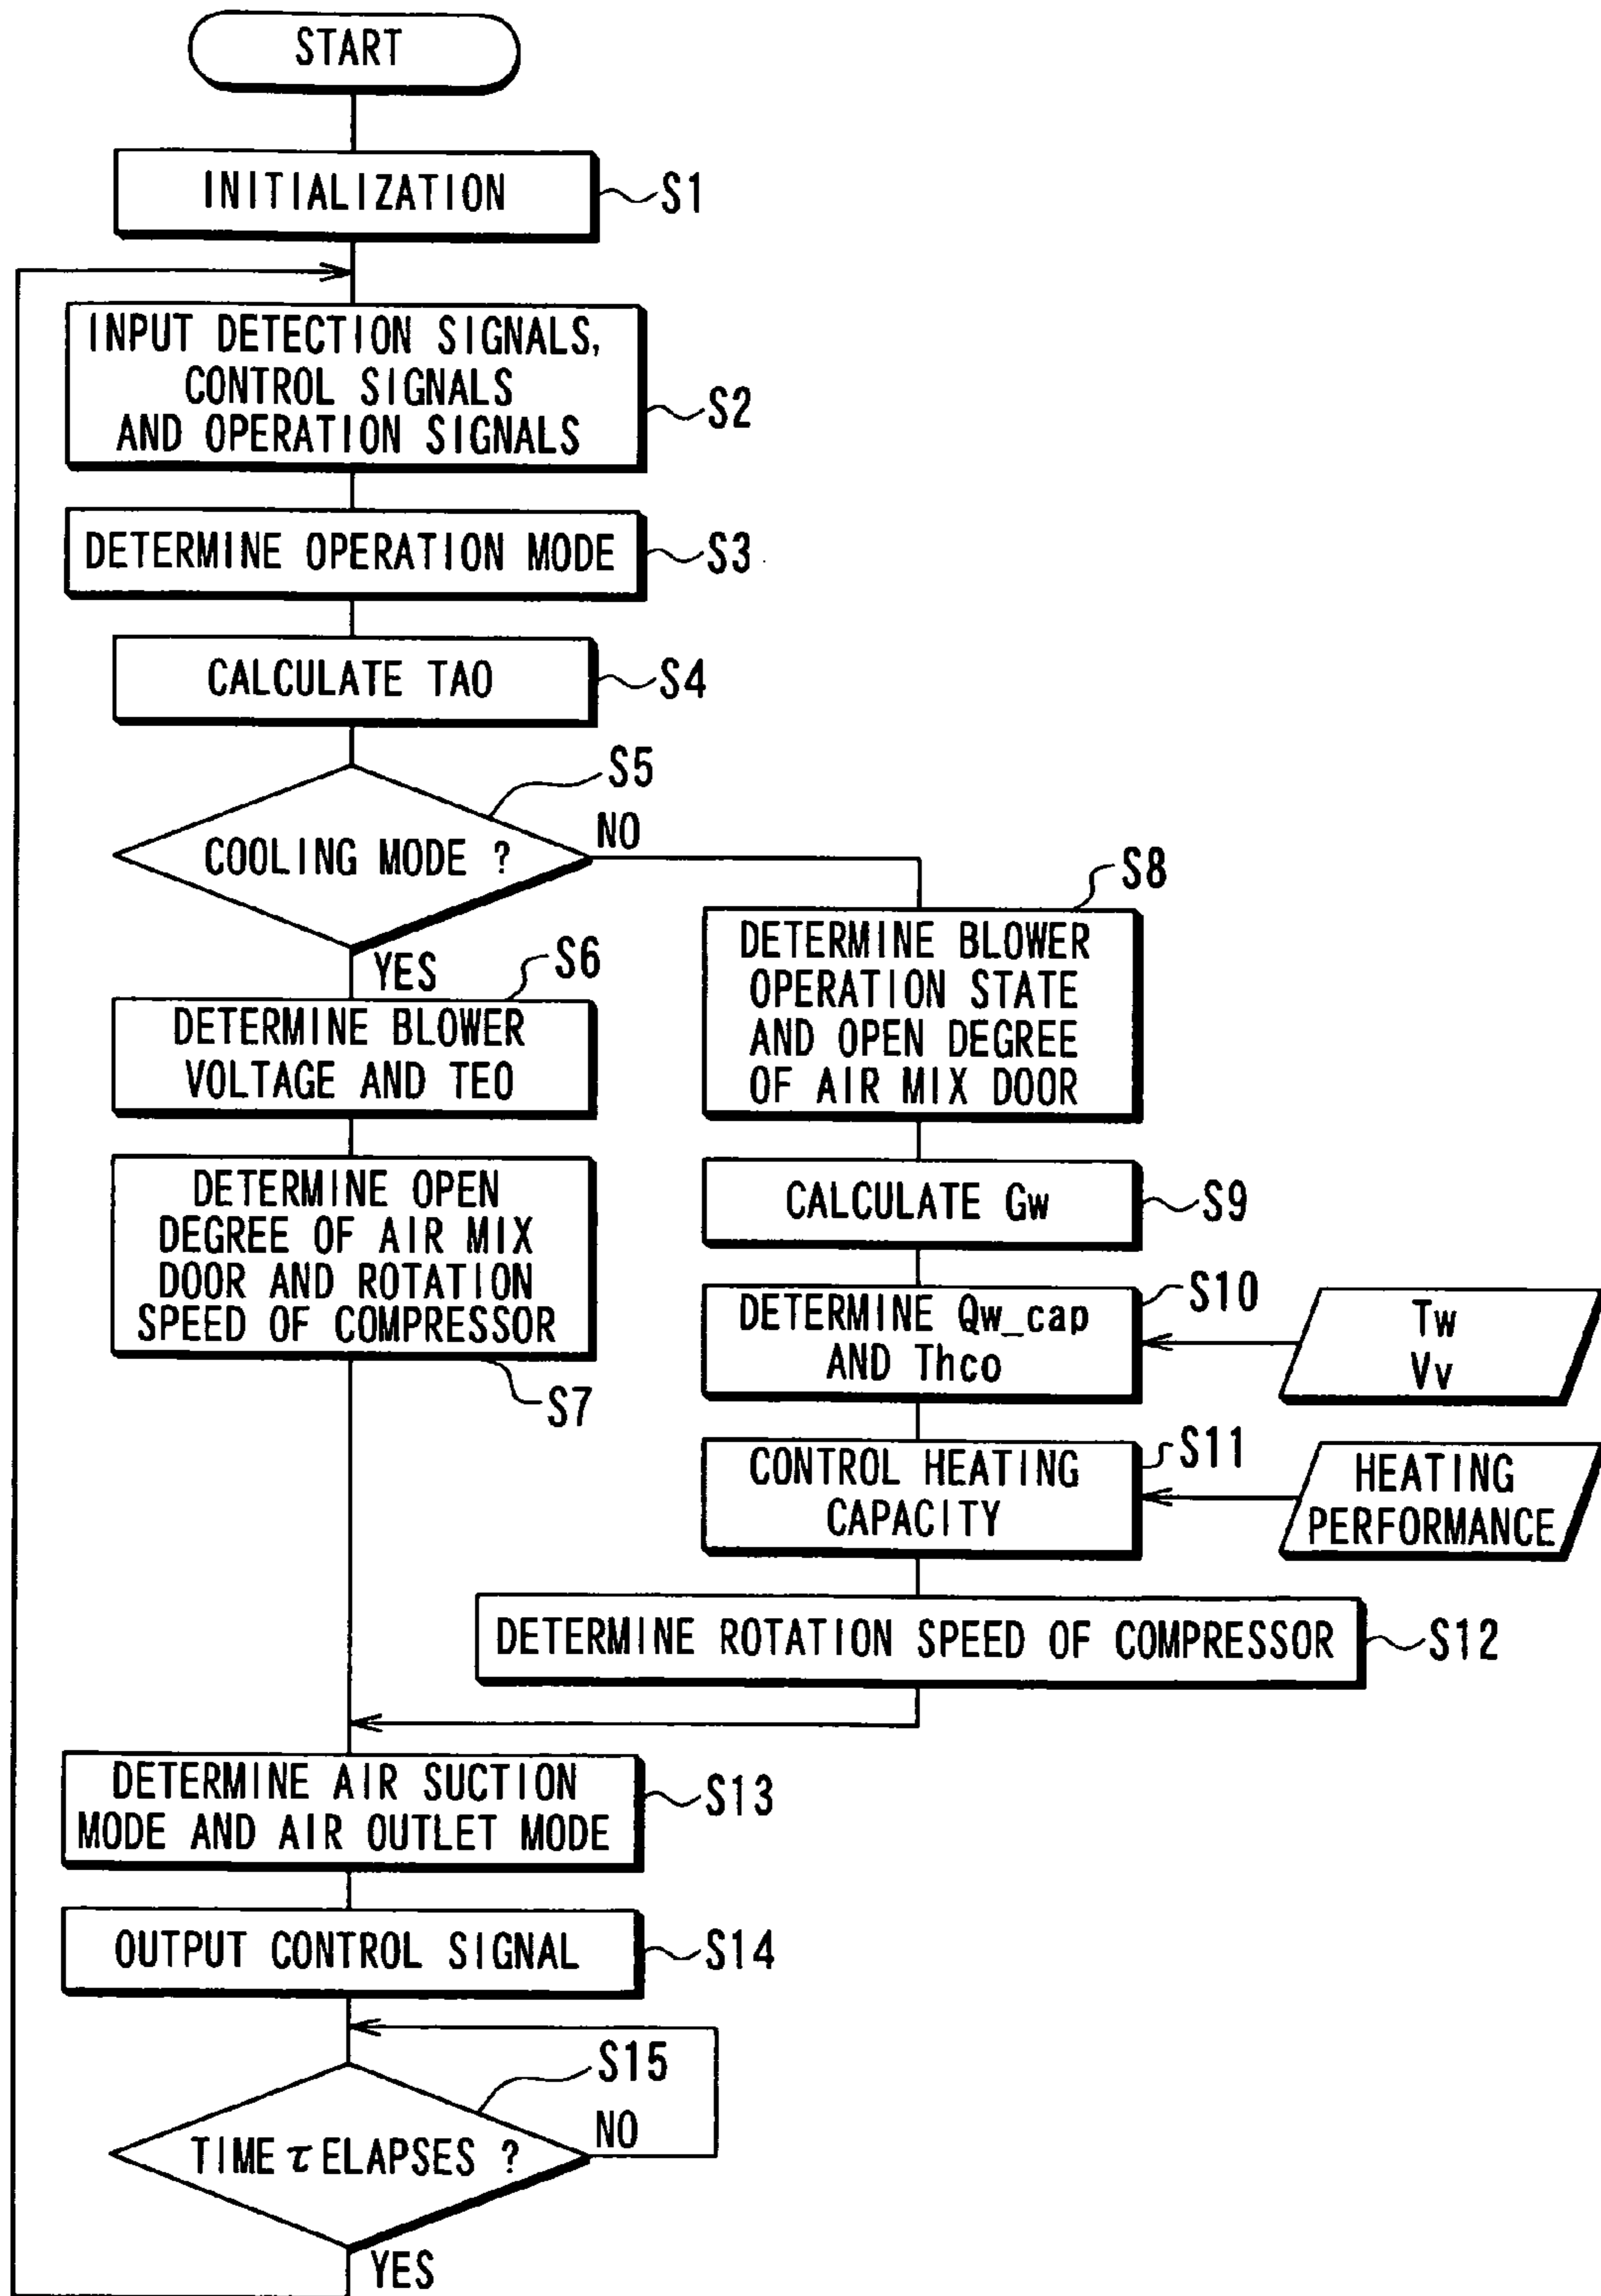 START
INITIALIZATION
S1
INPUT DETECTION SIGNALS,
CONTROL SIGNALS
AND OPERATION SIGNALS
S2
DETERMINE OPERATION MODE
S3
CALCULATE TAO
S4
COOLING MODE ?
S5
NO
YES
DETERMINE BLOWER
VOLTAGE AND TEO
S6
DETERMINE OPEN
DEGREE OF AIR MIX
DOOR AND ROTATION
SPEED OF COMPRESSOR
S7
DETERMINE BLOWER
OPERATION STATE
AND OPEN DEGREE
OF AIR MIX DOOR
S8
CALCULATE Gw
S9
DETERMINE Qw_cap
AND Thco
S10
Tw
Vv
CONTROL HEATING
CAPACITY
S11
HEATING
PERFORMANCE
DETERMINE ROTATION SPEED OF COMPRESSOR
S12
DETERMINE AIR SUCTION
MODE AND AIR OUTLET MODE
S13
OUTPUT CONTROL SIGNAL
S14
TIME τ ELAPSES ?
S15
NO
YES